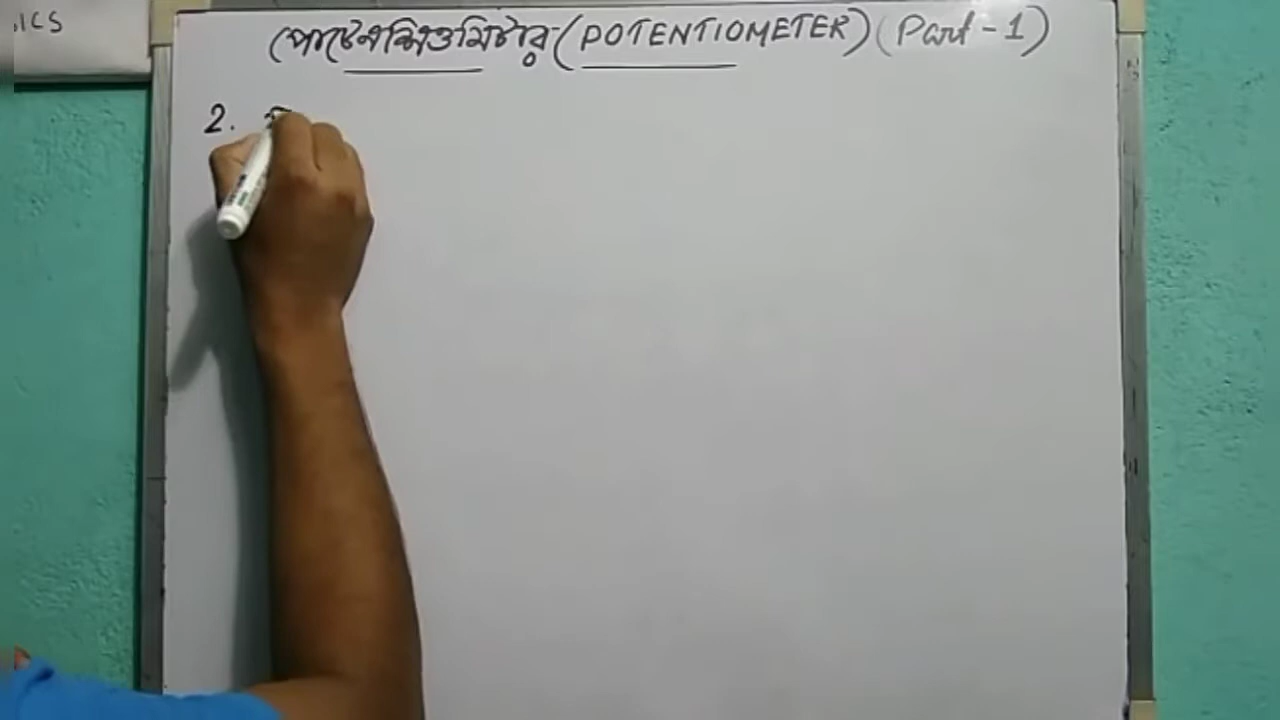 ICS
পোটেনশিওমিটার (POTENTIOMETER) (Part - 1)
2.